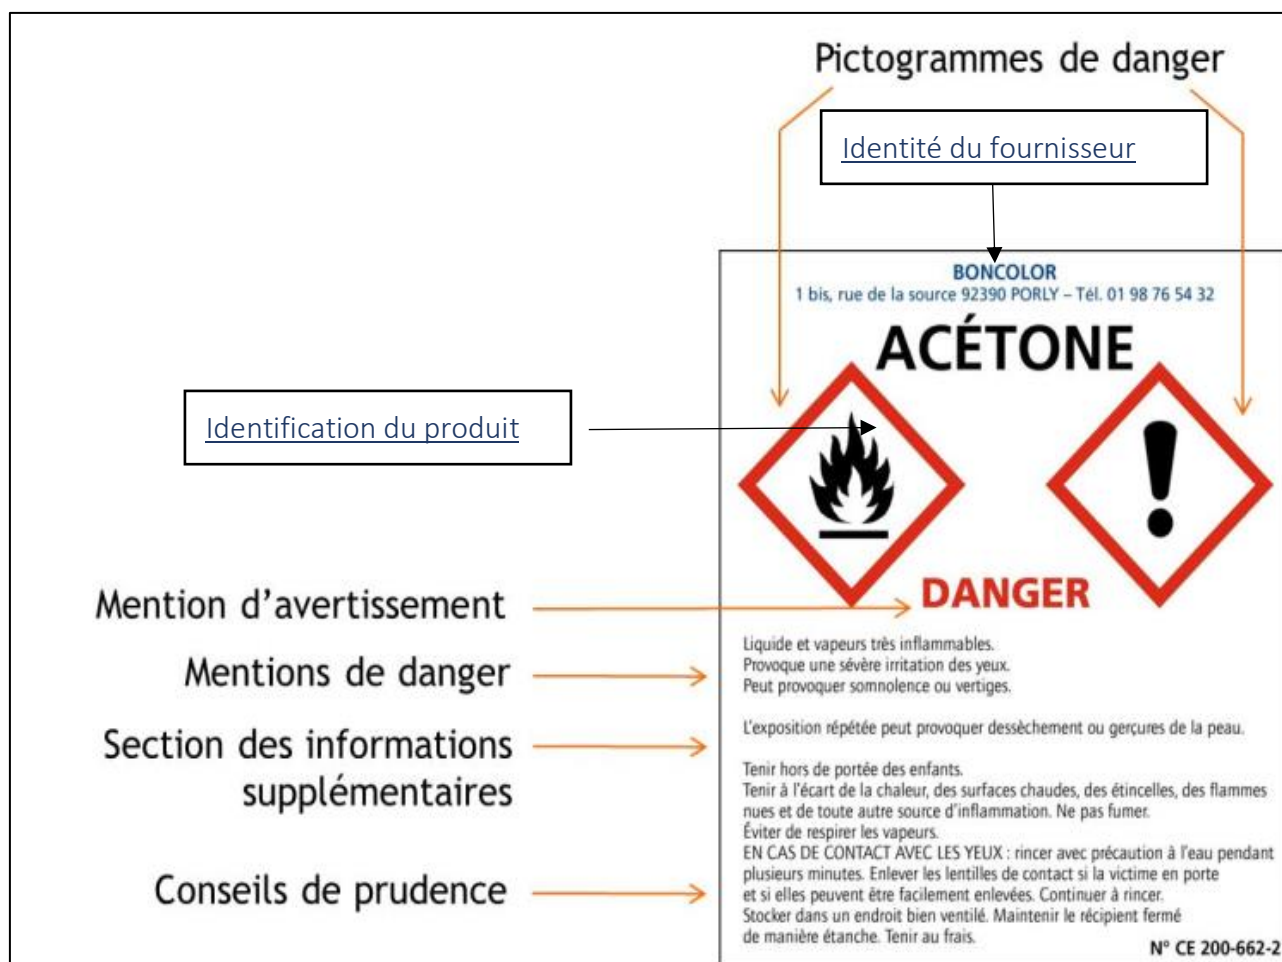 Pictogrammes de danger
Identité du fournisseur
BONCOLOR
1 bis, rue de la source 92390 PORLY – Tél. 01 98 76 54 32
ACÉTONE
Identification du produit
Mention d'avertissement
DANGER
Mentions de danger
Liquide et vapeurs très inflammables.
Provoque une sévère irritation des yeux.
Peut provoquer somnolence ou vertiges.
Section des informations
supplémentaires
L'exposition répétée peut provoquer dessèchement ou gerçures de la peau.
Conseils de prudence
Tenir hors de portée des enfants.
Tenir à l'écart de la chaleur, des surfaces chaudes, des étincelles, des flammes
nues et de toute autre source d'inflammation. Ne pas fumer.
Éviter de respirer les vapeurs.
EN CAS DE CONTACT AVEC LES YEUX : rincer avec précaution à l'eau pendant
plusieurs minutes. Enlever les lentilles de contact si la victime en porte
et si elles peuvent être facilement enlevées. Continuer à rincer.
Stocker dans un endroit bien ventilé. Maintenir le récipient fermé
de manière étanche. Tenir au frais.
N° CE 200-662-2